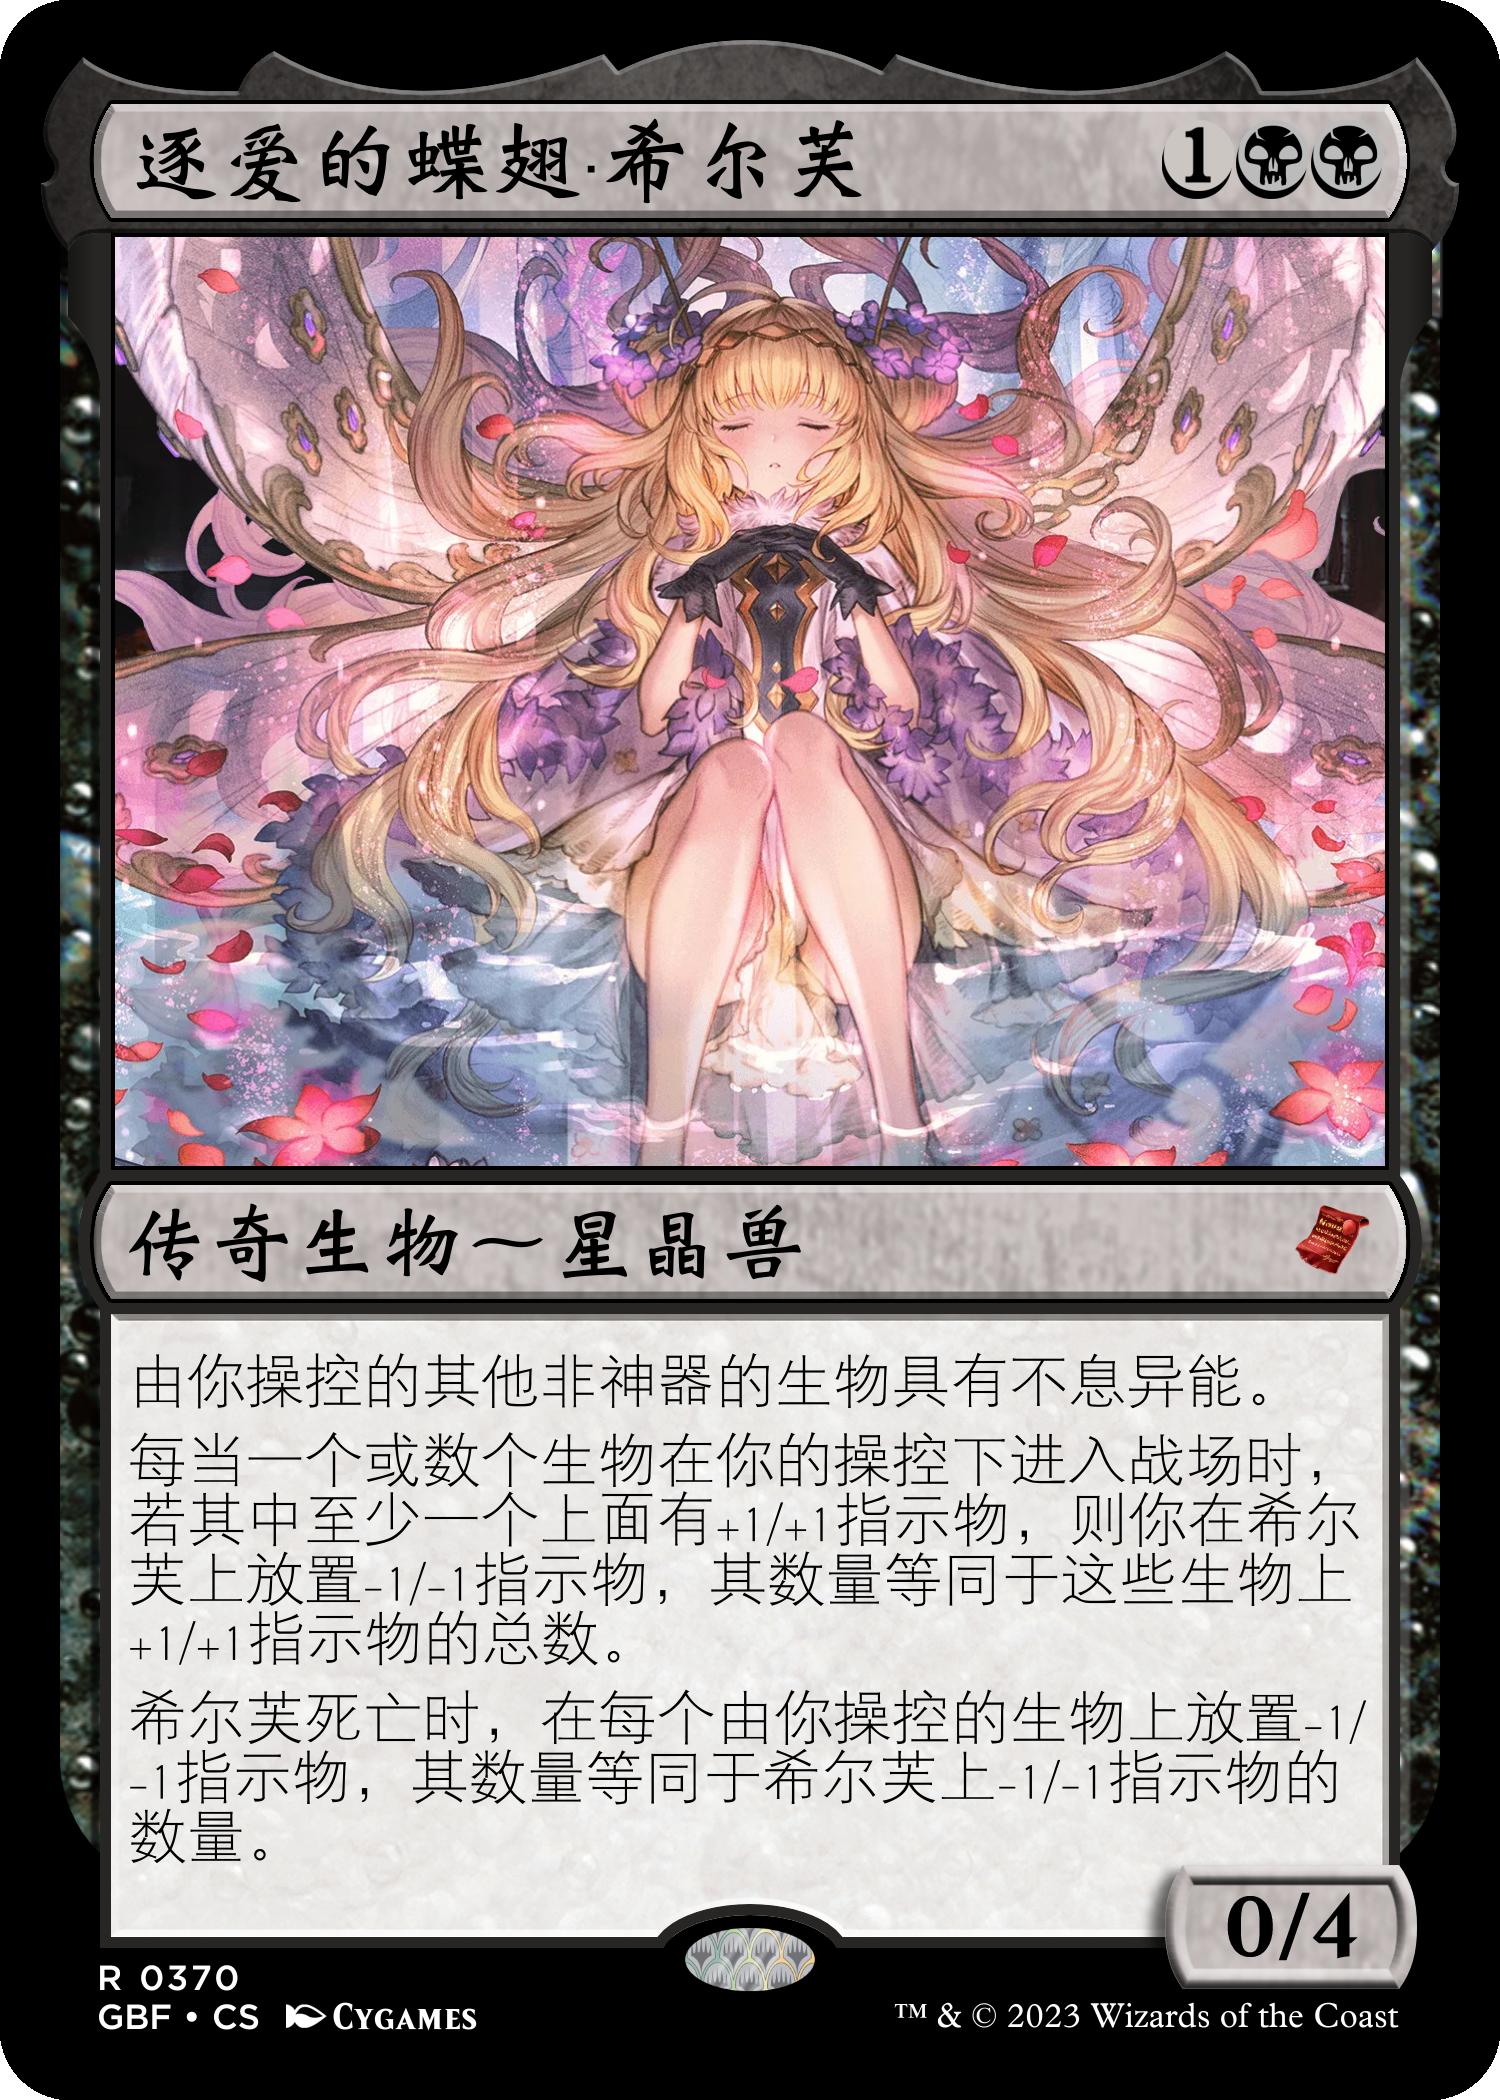 逐爱的蝶翅·希尔芙 1
传奇生物～星晶兽
由你操控的其他非神器的生物具有不息异能。
每当一个或数个生物在你的操控下进入战场时，
若其中至少一个上面有+1/+1指示物，则你在希尔
芙上放置-1/-1指示物，其数量等同于这些生物上
+1/+1指示物的总数。
希尔芙死亡时，在每个由你操控的生物上放置-1/
-1指示物，其数量等同于希尔芙上-1/-1指示物的
数量。
0/4
R 0370
GBF • CS CYGAMES
™ & © 2023 Wizards of the Coast